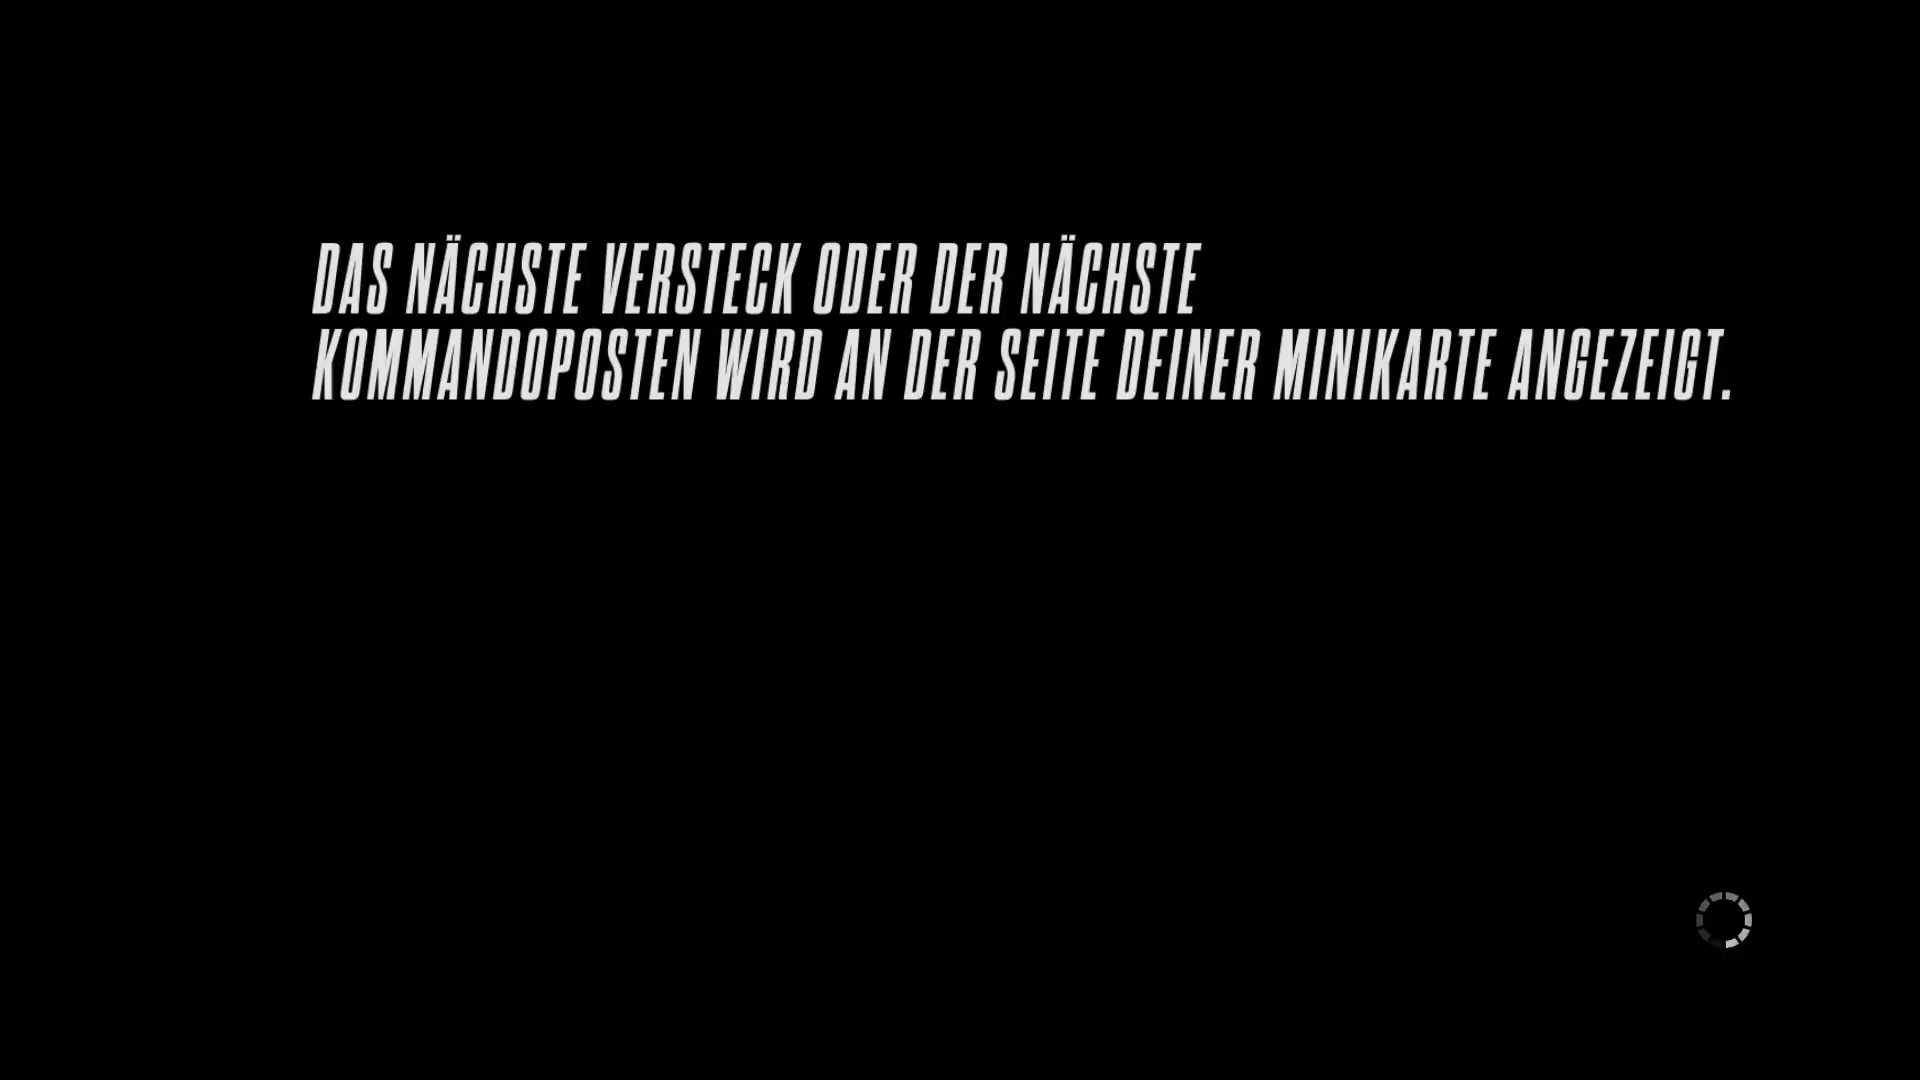 DAS NÄCHSTE VERSTECK ODER DER NÄCHSTE
KOMMANDOPOSTEN WIRD AN DER SEITE DEINER MINIKARTE ANGEZEIGT.